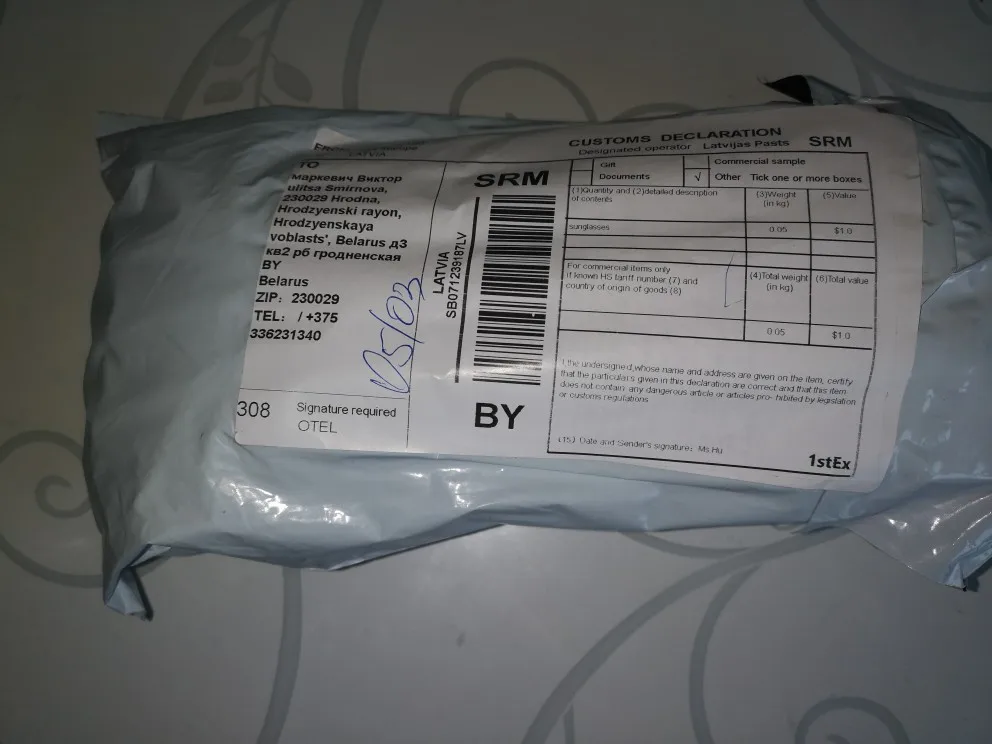 LATVIA
TO
маркевич Виктор
ulitsa Smirnova,
230029 Hrodna,
Hrodzyenski rayon,
Hrodzyenskaya
voblasts', Belarus д3
кв2 рб гродненская
BY
Belarus
ZIP: 230029
TEL: / +375
336231340
05/03
308
Signature required
OTEL
LATVIA
SB071239187LV
SRM
BY
CUSTOMS DECLARATION
Designated operator Latvijas Pasts SRM
Gift
Commercial sample
Documents
√ Other Tick one or more boxes
(1)Quantity and (2)detailed description
of contents
(3)Weight
(in kg)
(5)Value
sunglasses
0.05
$1.0
For commercial items only
if known HS tariff number (7) and
country of origin of goods (8)
(4)Total weight
(in kg)
(6)Total value
0.05
$1.0
I the undersigned,whose name and address are given on the item, certify
that the particulars given in this declaration are correct and that this item
does not contain any dangerous article or articles pro- hibited by legislation
or customs regulations
(15) Date and Sender's signature: Ms.Hu
1stEx